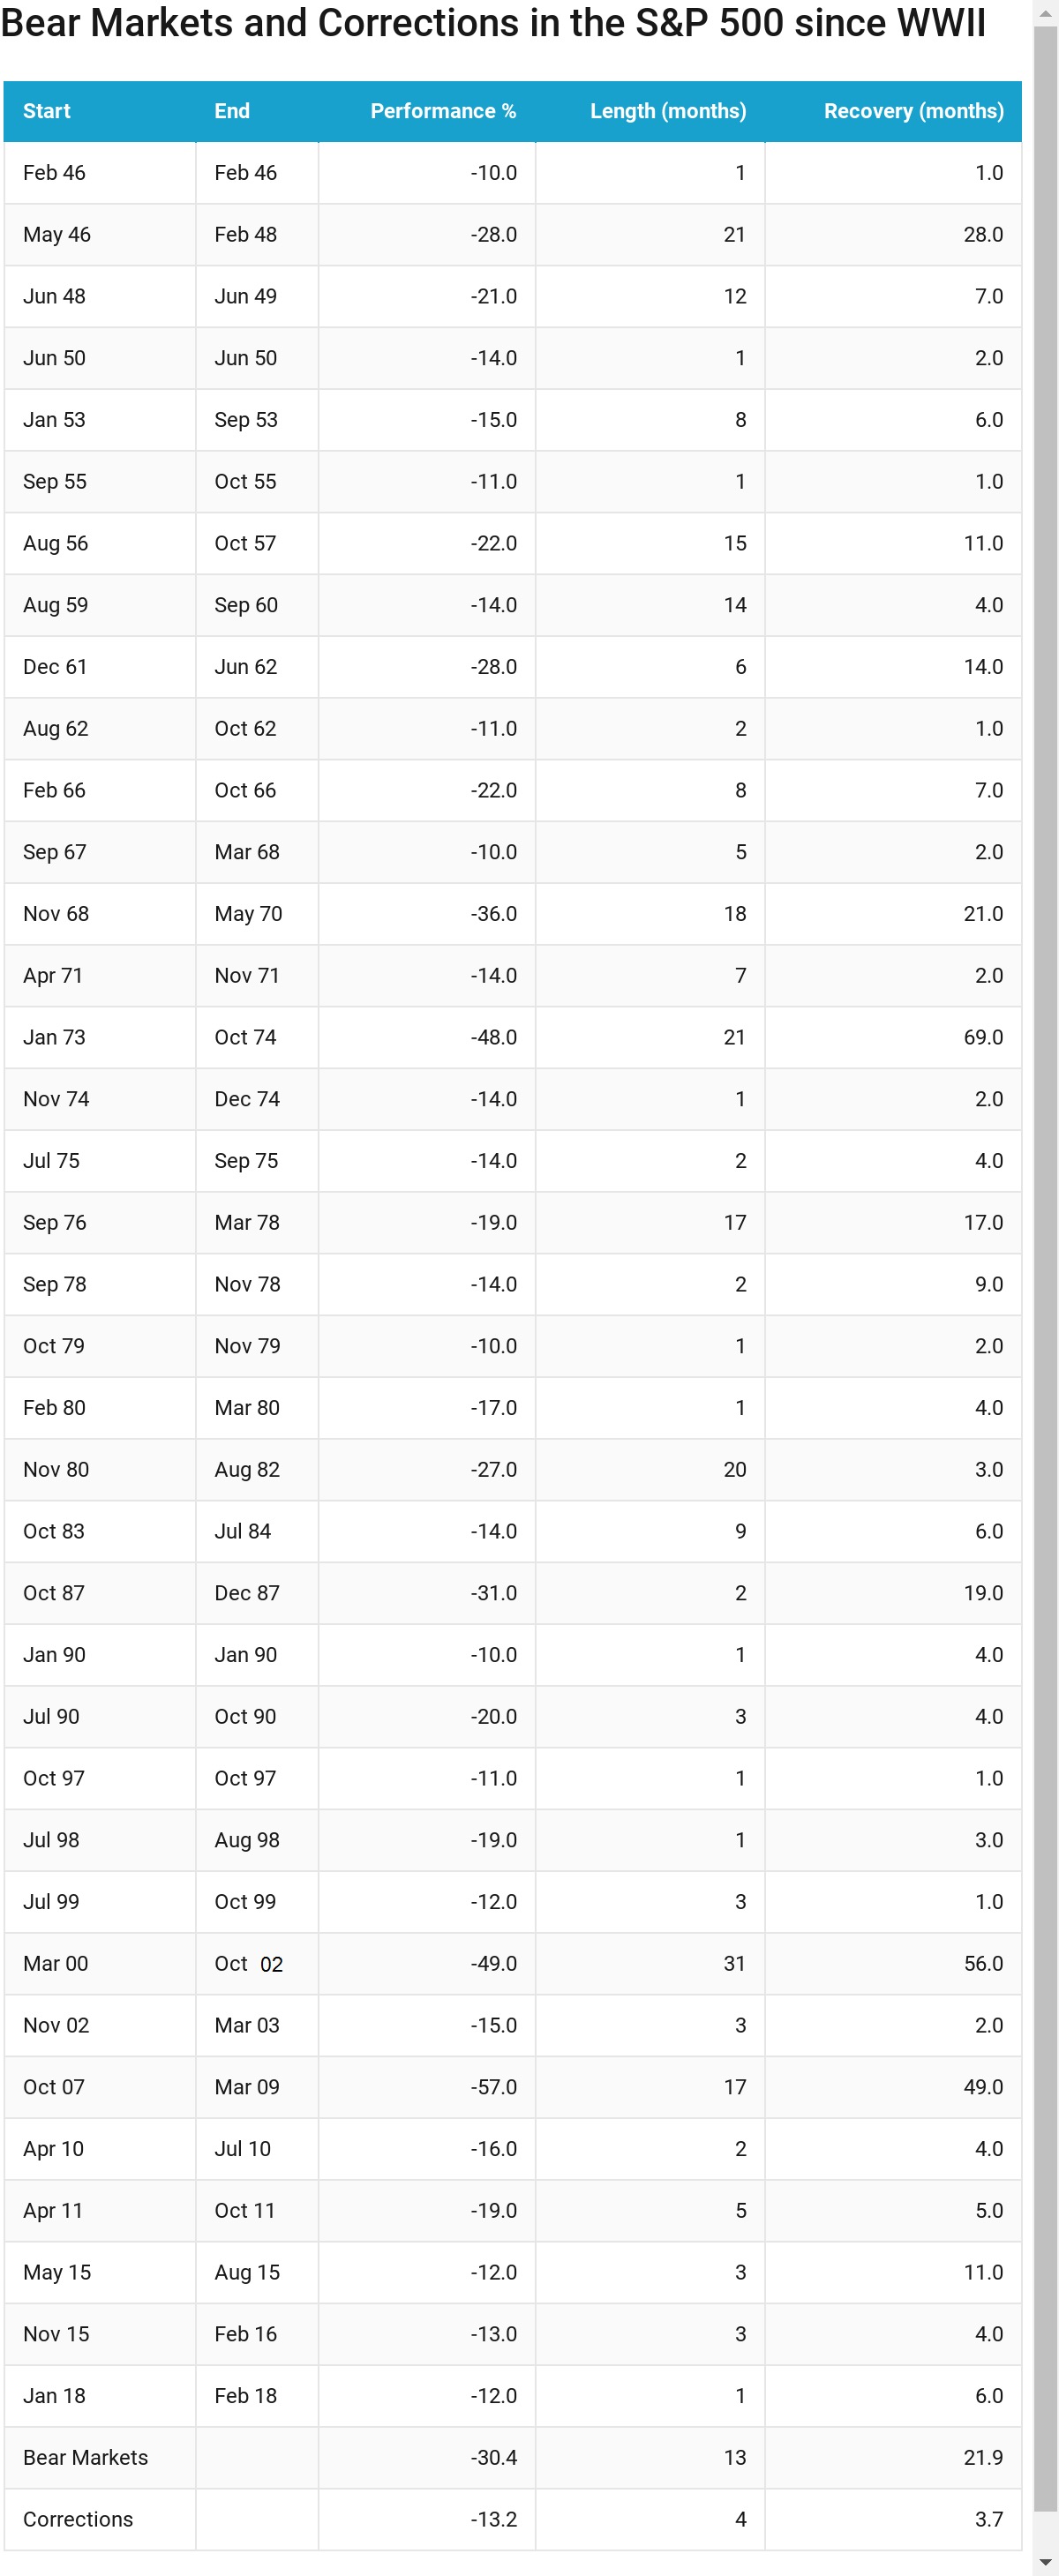 Bear Markets and Corrections in the S&P 500 since WWII
Start End Performance % Length (months) Recovery (months)
Feb 46 Feb 46 -10.0 1 1.0
May 46 Feb 48 -28.0 21 28.0
Jun 48 Jun 49 -21.0 12 7.0
Jun 50 Jun 50 -14.0 1 2.0
Jan 53 Sep 53 -15.0 8 6.0
Sep 55 Oct 55 -11.0 1 1.0
Aug 56 Oct 57 -22.0 15 11.0
Aug 59 Sep 60 -14.0 14 4.0
Dec 61 Jun 62 -28.0 6 14.0
Aug 62 Oct 62 -11.0 2 1.0
Feb 66 Oct 66 -22.0 8 7.0
Sep 67 Mar 68 -10.0 5 2.0
Nov 68 May 70 -36.0 18 21.0
Apr 71 Nov 71 -14.0 7 2.0
Jan 73 Oct 74 -48.0 21 69.0
Nov 74 Dec 74 -14.0 1 2.0
Jul 75 Sep 75 -14.0 2 4.0
Sep 76 Mar 78 -19.0 17 17.0
Sep 78 Nov 78 -14.0 2 9.0
Oct 79 Nov 79 -10.0 1 2.0
Feb 80 Mar 80 -17.0 1 4.0
Nov 80 Aug 82 -27.0 20 3.0
Oct 83 Jul 84 -14.0 9 6.0
Oct 87 Dec 87 -31.0 2 19.0
Jan 90 Jan 90 -10.0 1 4.0
Jul 90 Oct 90 -20.0 3 4.0
Oct 97 Oct 97 -11.0 1 1.0
Jul 98 Aug 98 -19.0 1 3.0
Jul 99 Oct 99 -12.0 3 1.0
Mar 00 Oct 02 -49.0 31 56.0
Nov 02 Mar 03 -15.0 3 2.0
Oct 07 Mar 09 -57.0 17 49.0
Apr 10 Jul 10 -16.0 2 4.0
Apr 11 Oct 11 -19.0 5 5.0
May 15 Aug 15 -12.0 3 11.0
Nov 15 Feb 16 -13.0 3 4.0
Jan 18 Feb 18 -12.0 1 6.0
Bear Markets -30.4 13 21.9
Corrections -13.2 4 3.7